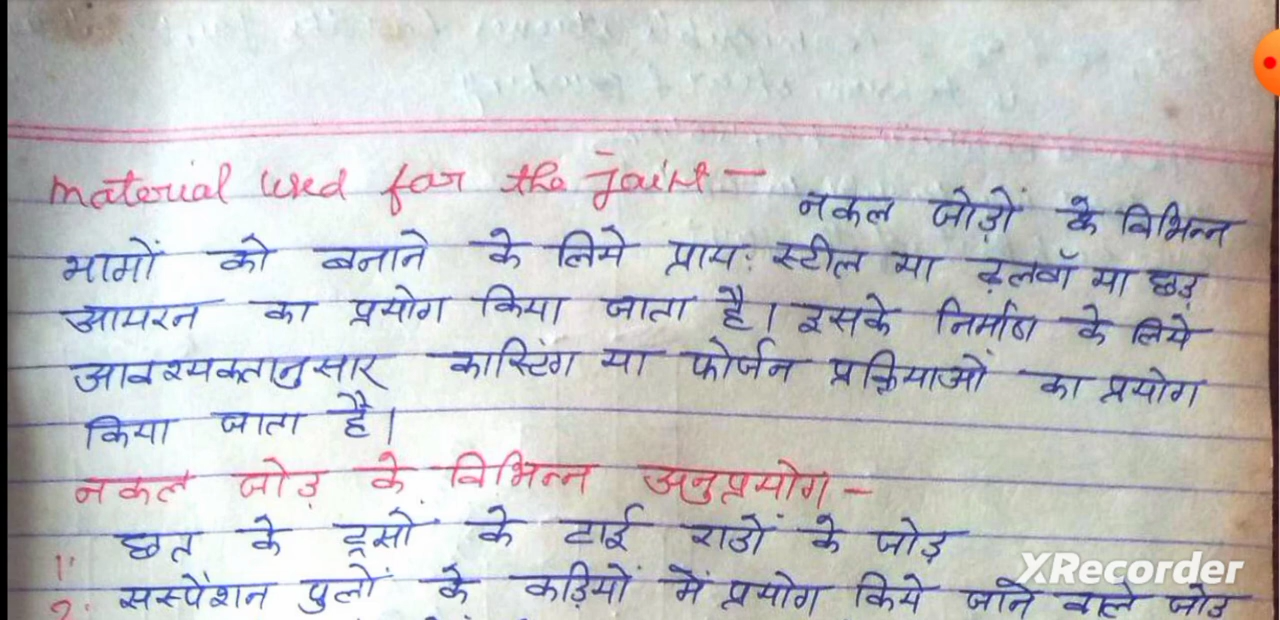 material used for the joint -
नकल जोड़ों के विभिन्न
भागों को बनाने के लिये प्राय: स्टील या ढ़लवाँ या छड़
आयरन का प्रयोग किया जाता है। इसके निर्माण के लिये
आवश्यकतानुसार कास्टिंग या फोर्जन प्रक्रियाओं का प्रयोग
किया जाता है।
नकल जोड़ के विभिन्न अनुप्रयोग -
1. छत के ट्रसों के टाई राडों के जोड़
2. सस्पेंशन पुलों के कड़ियों में प्रयोग किये जाने वाले जोड़
XRecorder